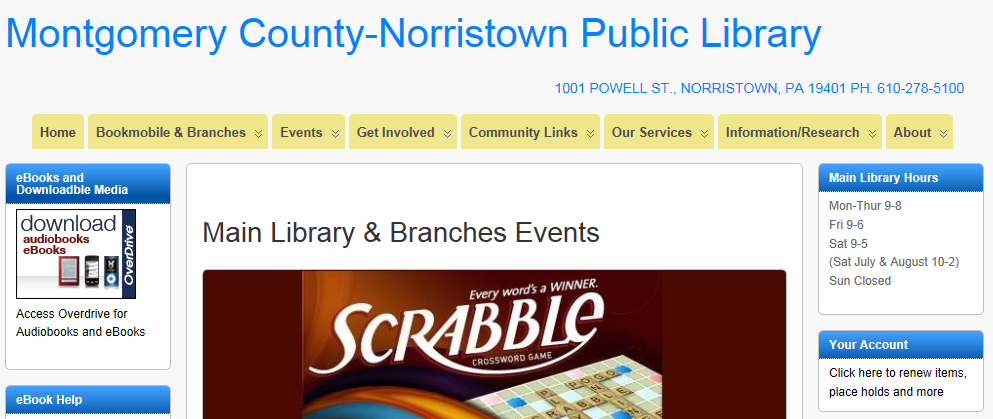 Montgomery County-Norristown Public Library
1001 POWELL ST., NORRISTOWN, PA 19401 PH. 610-278-5100
Home Bookmobile & Branches Events Get Involved Community Links Our Services Information/Research About
eBooks and
Downloadble Media
download
audiobooks
eBooks
OverDrive
Access Overdrive for
Audiobooks and eBooks
eBook Help
Main Library & Branches Events
Every word's a WINNER.
SCRABBLE
CROSSWORD GAME
Main Library Hours
Mon-Thur 9-8
Fri 9-6
Sat 9-5
(Sat July & August 10-2)
Sun Closed
Your Account
Click here to renew items,
place holds and more